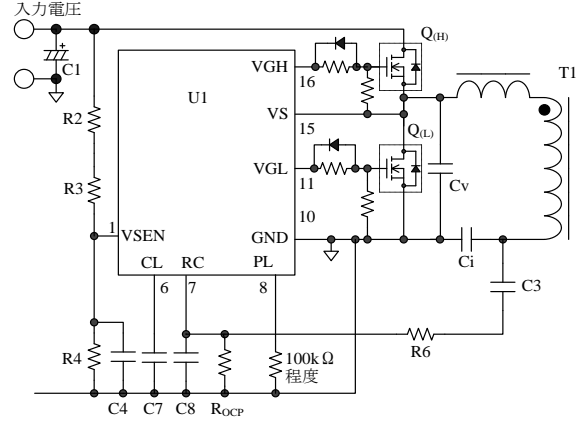 入力電圧
C1
R2
R3
R4
C4
C7
C8
R_OCP
U1
VGH
16
VS
15
VGL
11
10
GND
1
VSEN
CL
6
RC
7
PL
8
100kΩ
程度
Q(H)
Q(L)
Cv
Ci
T1
C3
R6